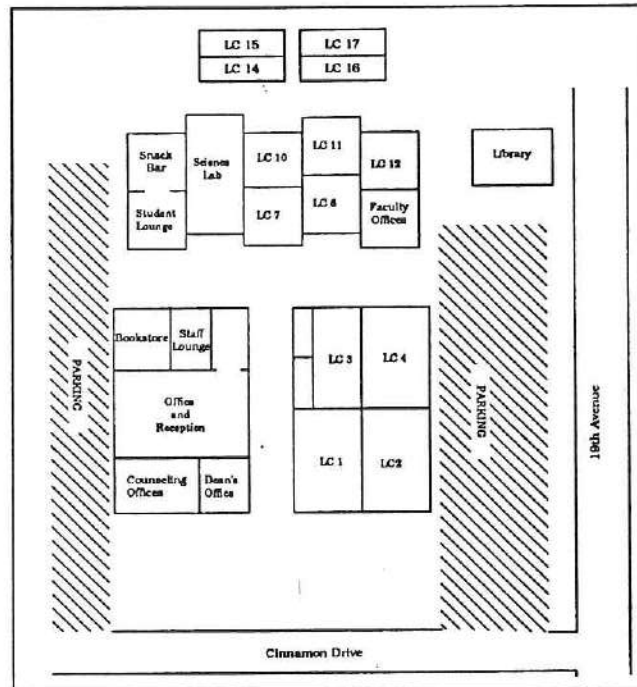 LC 15
LC 17
LC 14
LC 16
Snack
Bar
Science
Lab
LC 10
LC 11
LC 12
Library
Student
Lounge
LC 7
LC 8
Faculty
Offices
Bookstore
Staff
Lounge
LC 3
LC 4
PARKING
PARKING
19th Avenue
Office
and
Reception
LC 1
LC2
Counseling
Offices
Dean's
Office
Cinnamon Drive